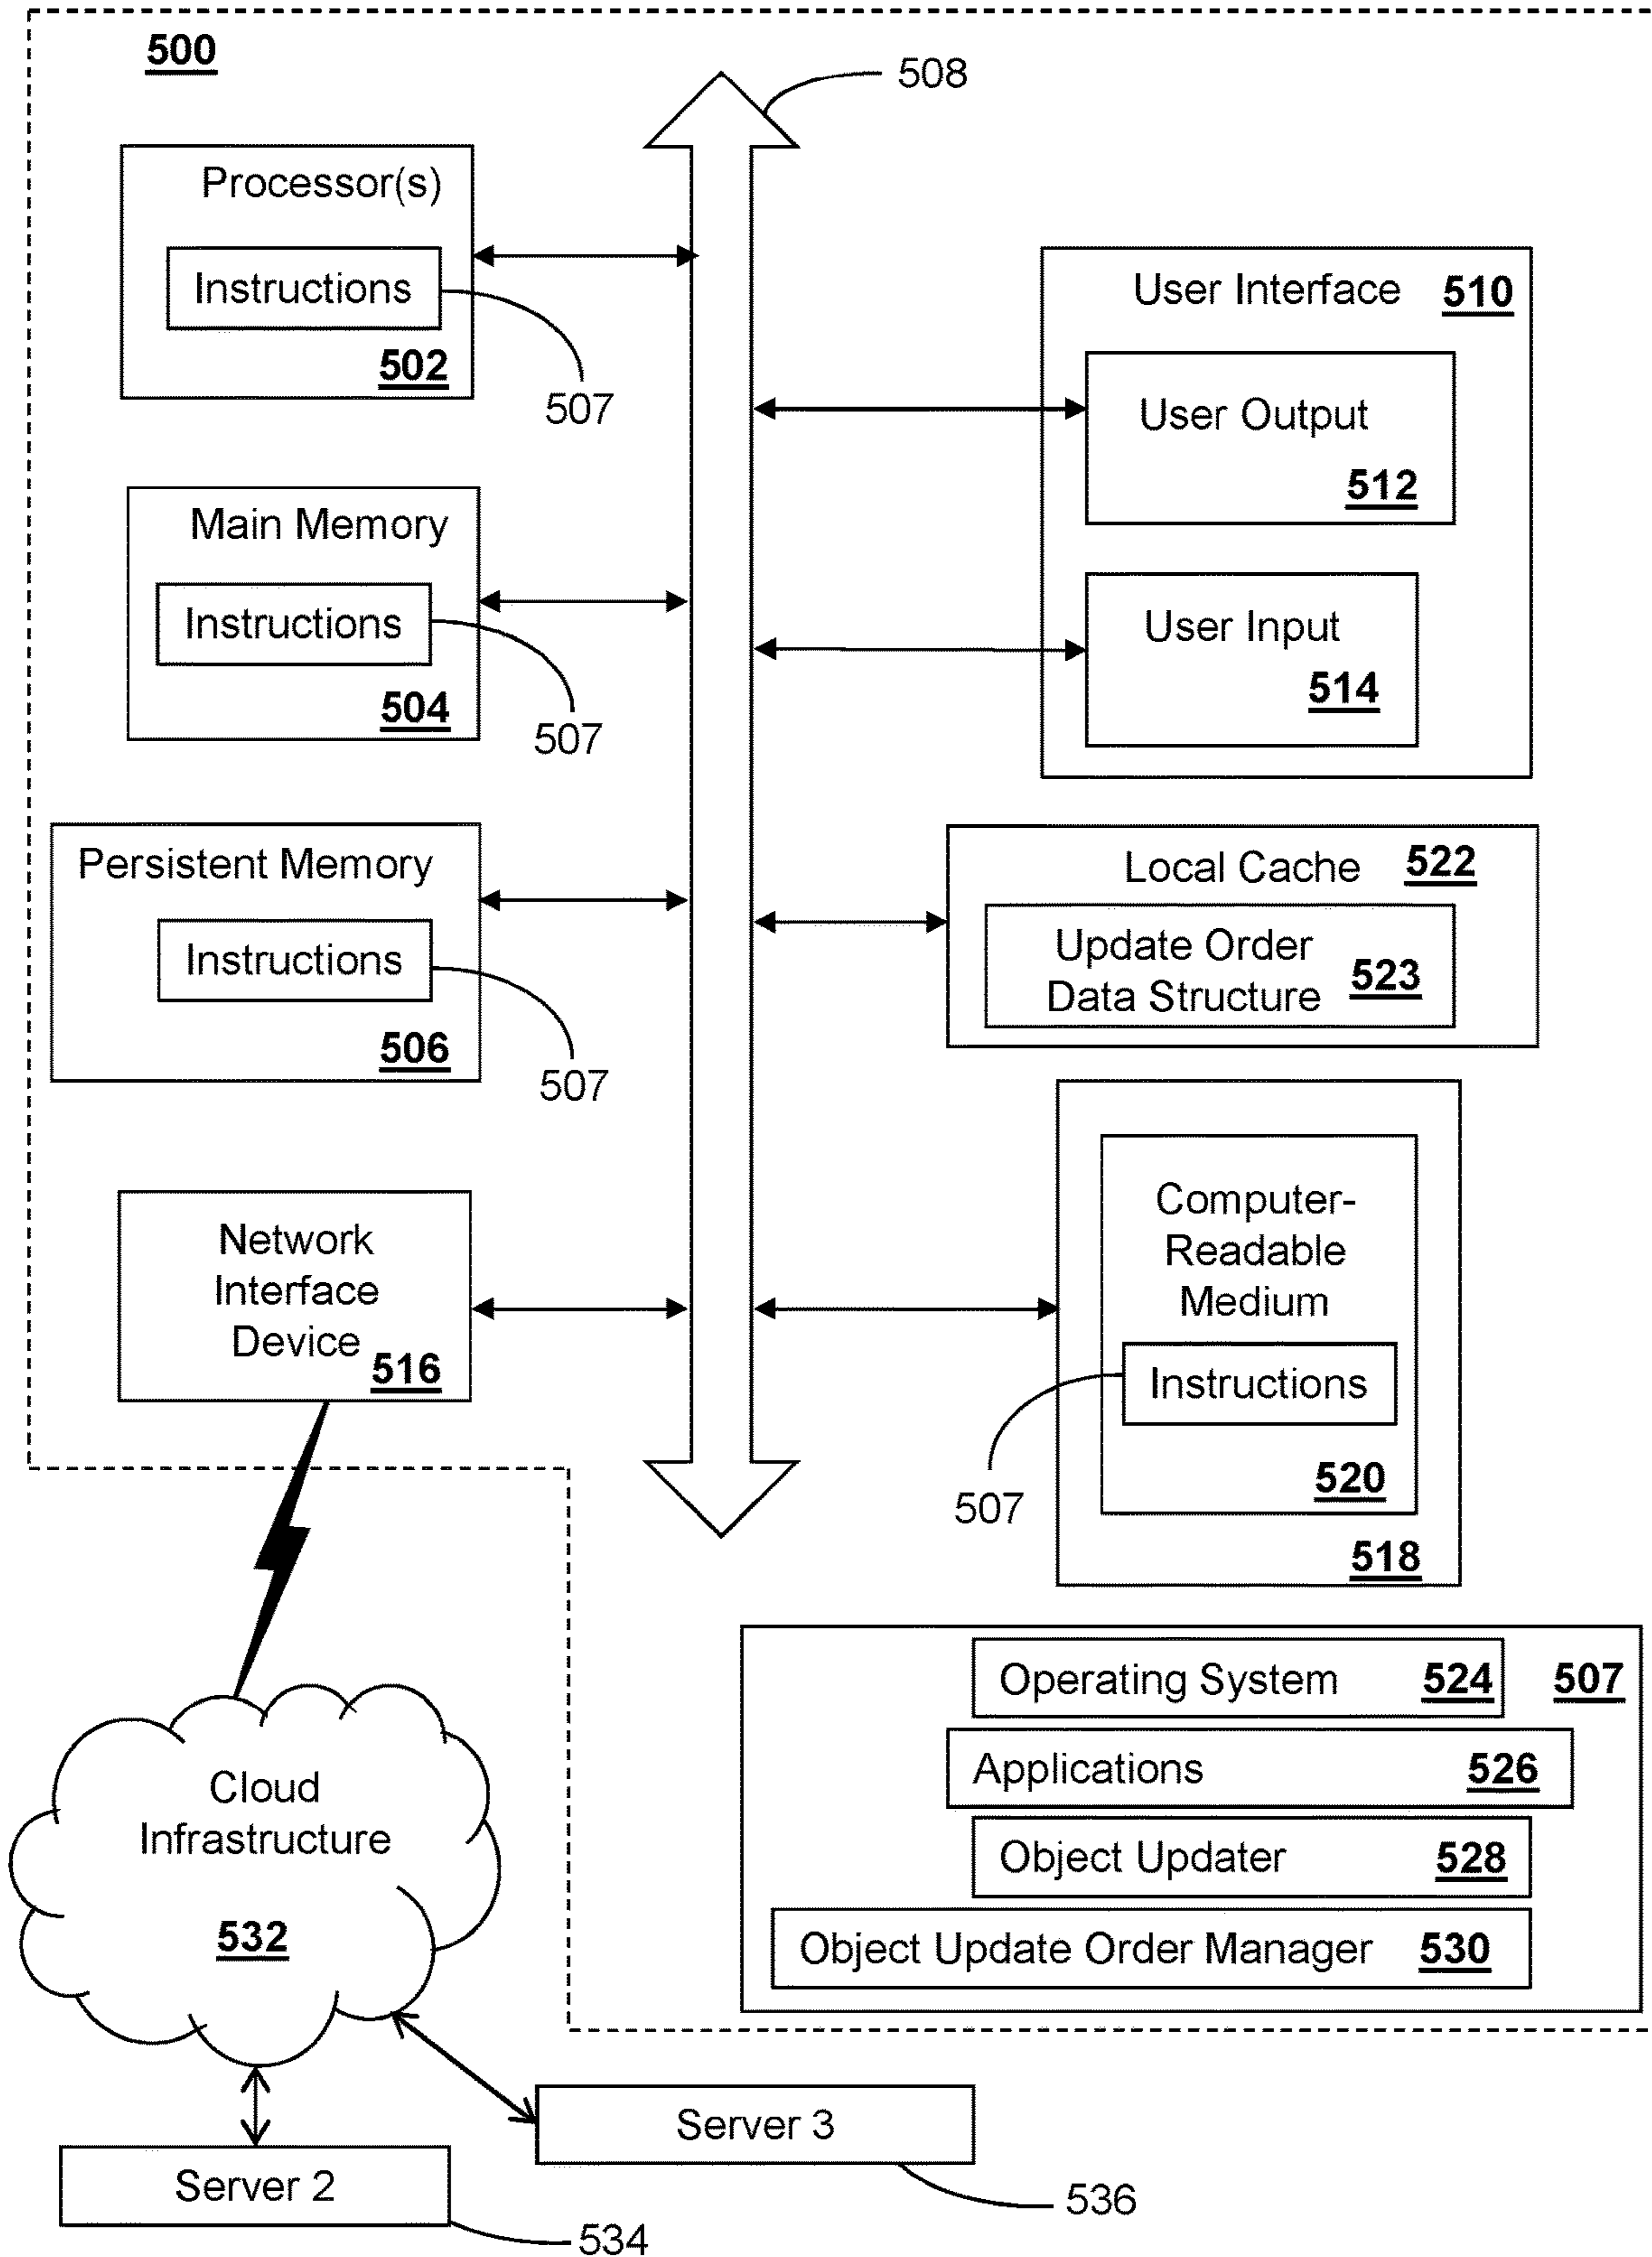 500
508
Processor(s)
Instructions
502
507
User Interface 510
User Output
512
Main Memory
Instructions
504
507
User Input
514
Persistent Memory
Instructions
506
507
Local Cache 522
Update Order
Data Structure 523
Network
Interface
Device 516
Computer-
Readable
Medium
Instructions
507
520
518
Operating System 524
507
Applications 526
Object Updater 528
Object Update Order Manager 530
Cloud
Infrastructure
532
Server 3
536
Server 2
534